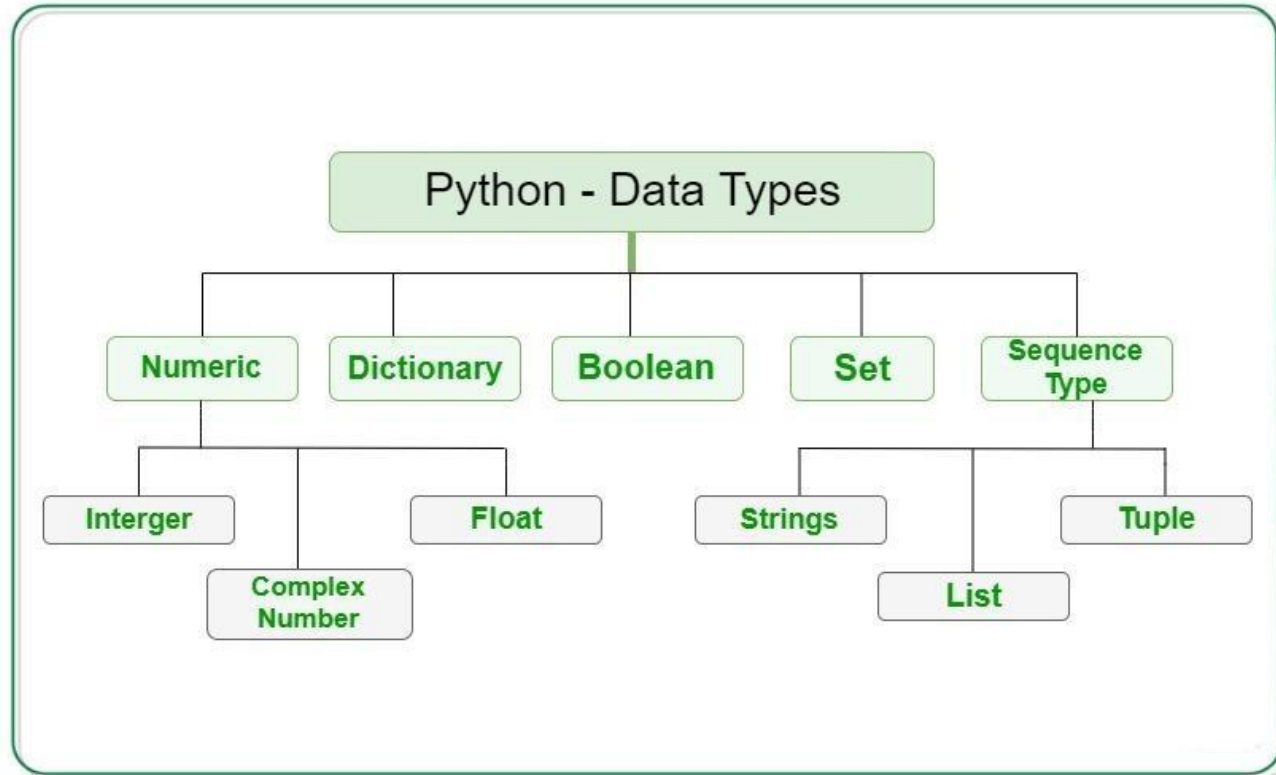 Python - Data Types
Numeric
Dictionary
Boolean
Set
Sequence
Type
Interger
Float
Strings
Tuple
Complex
Number
List